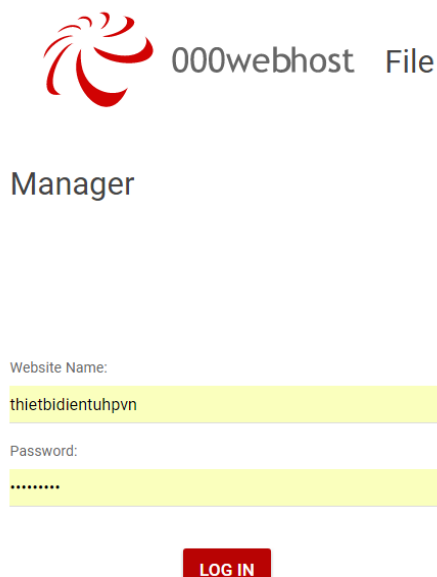 000webhost File
Manager
Website Name:
thietbidientuhpvn
Password:
•••••••••
LOG IN